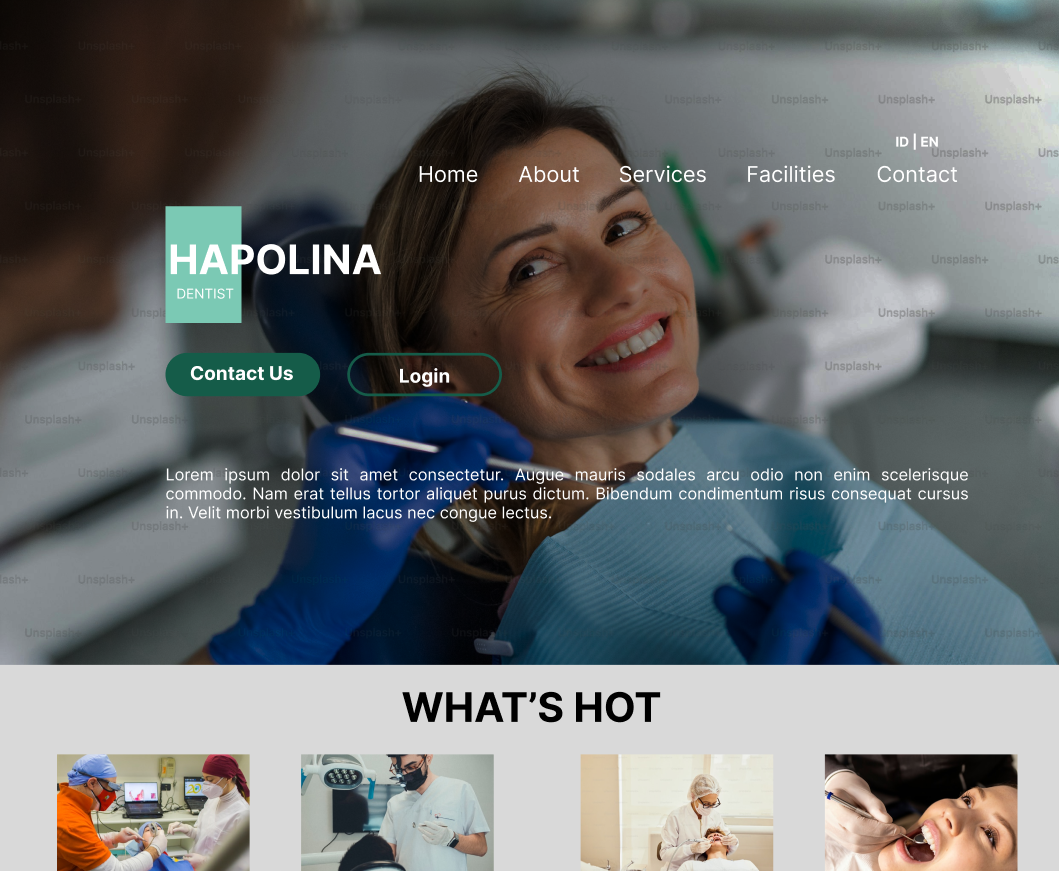 ID | EN
Home About Services Facilities Contact
HAPOLINA
DENTIST
Contact Us Login
Lorem ipsum dolor sit amet consectetur. Augue mauris sodales arcu odio non enim scelerisque
commodo. Nam erat tellus tortor aliquet purus dictum. Bibendum condimentum risus consequat cursus
in. Velit morbi vestibulum lacus nec congue lectus.
Unsplash+
WHAT'S HOT